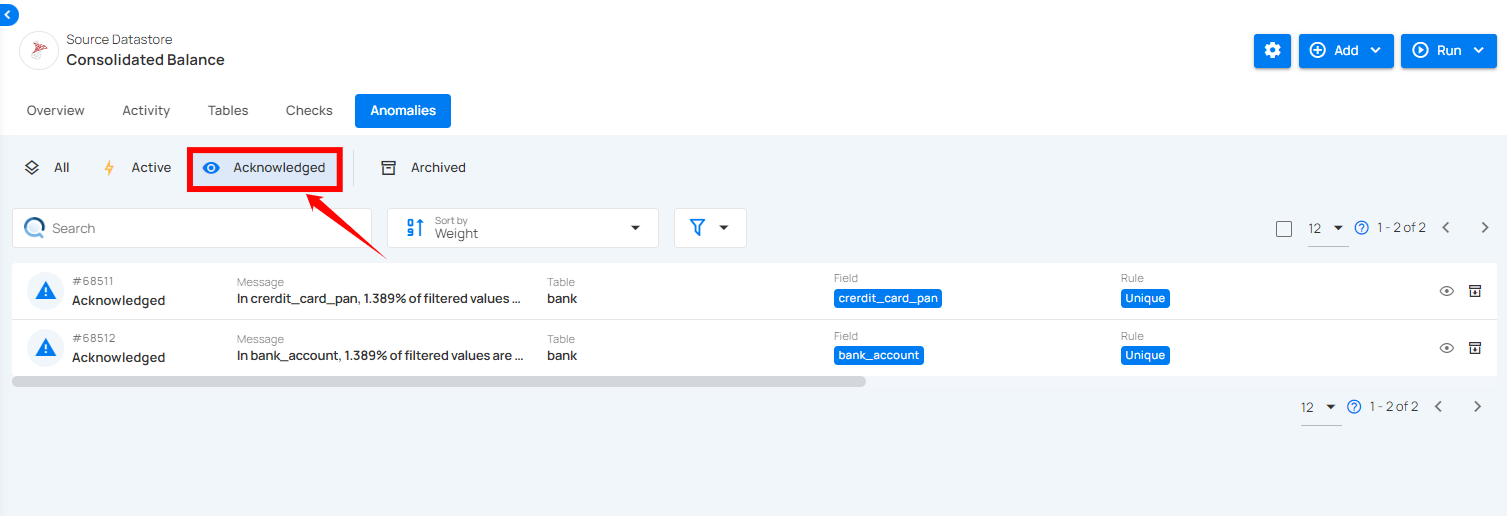 Source Datastore
Consolidated Balance
Add
Run
Overview Activity Tables Checks Anomalies
All Active Acknowledged Archived
Search
Sort by
Weight
12 1 - 2 of 2
#68511
Acknowledged
Message
In crerdit_card_pan, 1.389% of filtered values ...
Table
bank
Field
crerdit_card_pan
Rule
Unique
#68512
Acknowledged
Message
In bank_account, 1.389% of filtered values are ...
Table
bank
Field
bank_account
Rule
Unique
12 1 - 2 of 2